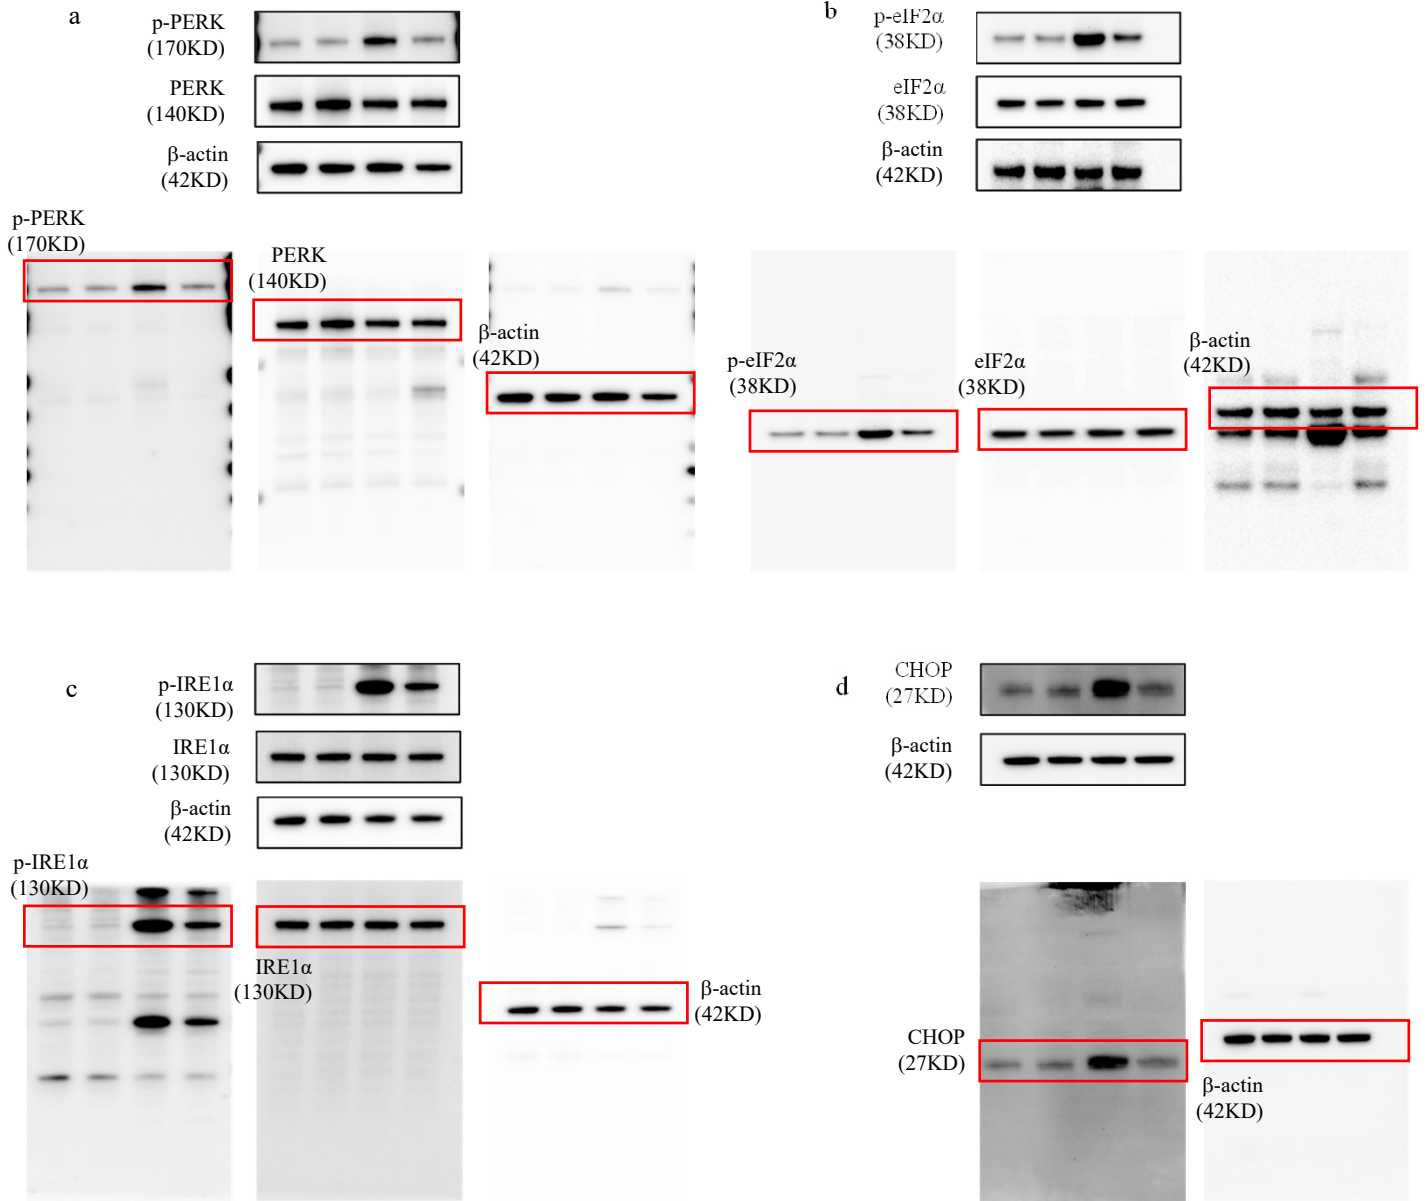 a
p-PERK
(170KD)
PERK
(140KD)
β-actin
(42KD)
p-PERK
(170KD)
PERK
(140KD)
β-actin
(42KD)
b
p-eIF2α
(38KD)
eIF2α
(38KD)
β-actin
(42KD)
p-eIF2α
(38KD)
eIF2α
(38KD)
β-actin
(42KD)
c
p-IRE1α
(130KD)
IRE1α
(130KD)
β-actin
(42KD)
p-IRE1α
(130KD)
IRE1α
(130KD)
β-actin
(42KD)
d
CHOP
(27KD)
β-actin
(42KD)
CHOP
(27KD)
β-actin
(42KD)